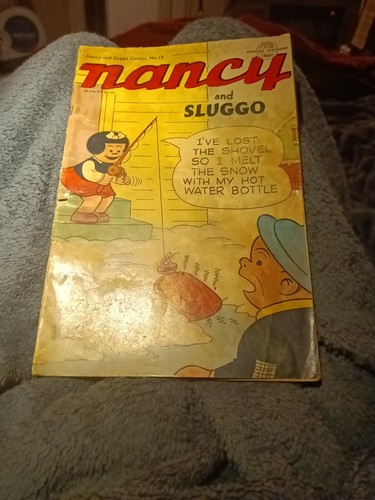 Nancy and Sluggo Comics, No. 19
nancy
and
SLUGGO
I'VE LOST
THE SHOVEL
SO I MELT
THE SNOW
WITH MY HOT
WATER BOTTLE